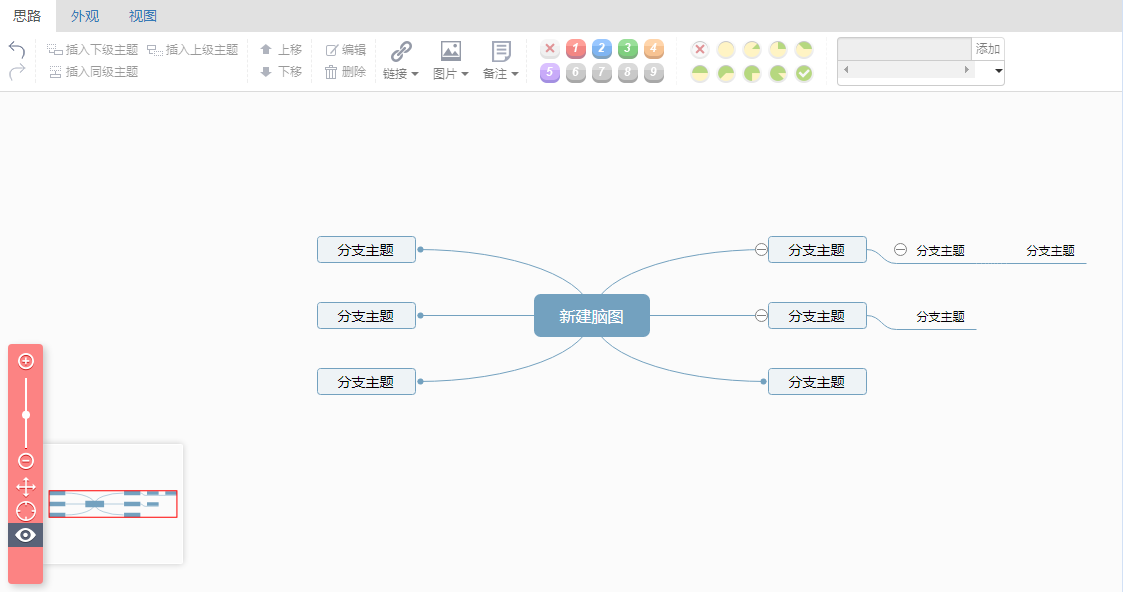 思路 外观 视图
插入下级主题 插入上级主题 上移 编辑
插入同级主题 下移 删除
链接 图片 备注
1 2 3 4
5 6 7 8 9
添加
分支主题 分支主题 分支主题 分支主题
分支主题 新建脑图 分支主题 分支主题
分支主题 分支主题